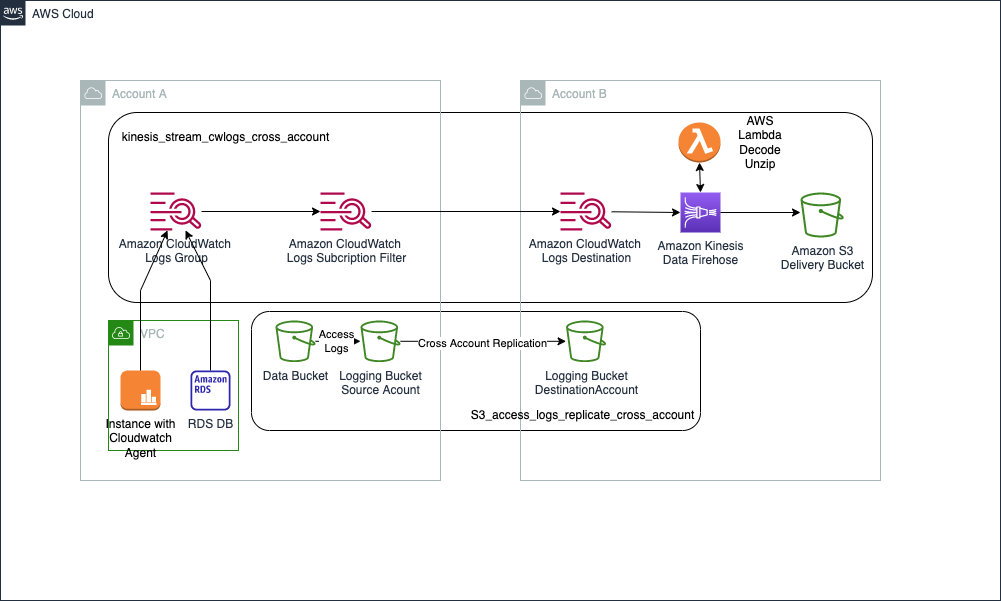 aws
AWS Cloud
Account A
Account B
kinesis_stream_cwlogs_cross_account
AWS
Lambda
Decode
Unzip
Amazon CloudWatch
Logs Group
Amazon CloudWatch
Logs Subcription Filter
Amazon CloudWatch
Logs Destination
Amazon Kinesis
Data Firehose
Amazon S3
Delivery Bucket
VPC
Amazon
RDS
Instance with
Cloudwatch
Agent
RDS DB
Access
Logs
Cross Account Replication
Data Bucket
Logging Bucket
Source Acount
Logging Bucket
DestinationAccount
S3_access_logs_replicate_cross_account